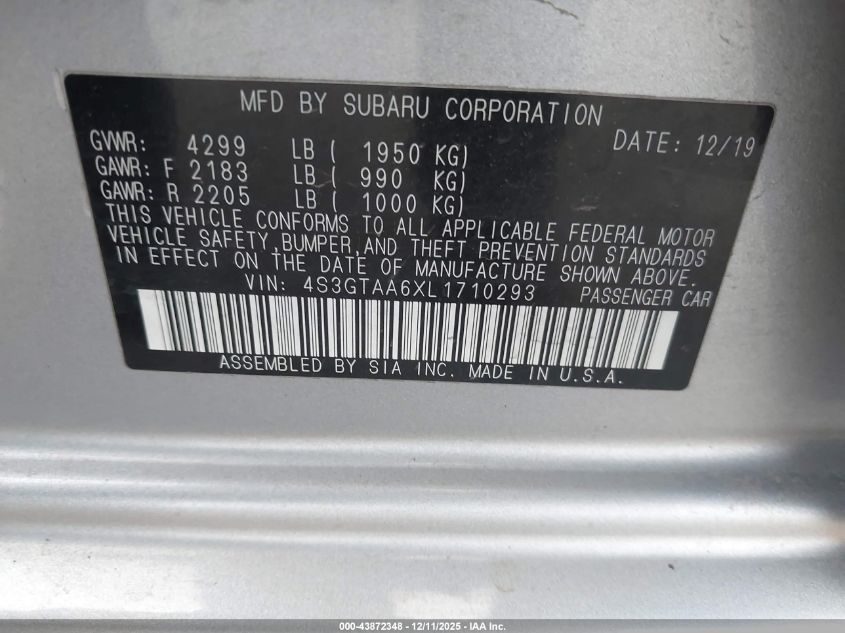 MFD BY SUBARU CORPORATION
GVWR: 4299 LB ( 1950 KG) DATE: 12/19
GAWR: F 2183 LB ( 990 KG)
GAWR: R 2205 LB ( 1000 KG)
THIS VEHICLE CONFORMS TO ALL APPLICABLE FEDERAL MOTOR
VEHICLE SAFETY, BUMPER, AND THEFT PREVENTION STANDARDS
IN EFFECT ON THE DATE OF MANUFACTURE SHOWN ABOVE.
VIN: 4S3GTAA6XL1710293 PASSENGER CAR
ASSEMBLED BY SIA INC. MADE IN U.S.A.
000-43872348 - 12/11/2025 - IAA Inc.